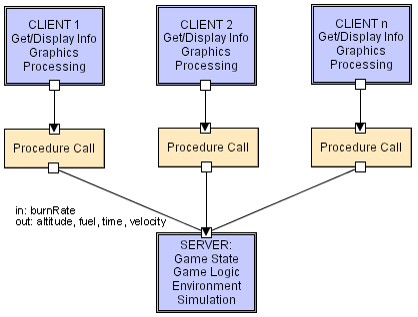 CLIENT 1
Get/Display Info
Graphics
Processing
CLIENT 2
Get/Display Info
Graphics
Processing
CLIENT n
Get/Display Info
Graphics
Processing
Procedure Call
Procedure Call
Procedure Call
in: burnRate
out: altitude, fuel, time, velocity
SERVER:
Game State
Game Logic
Environment
Simulation